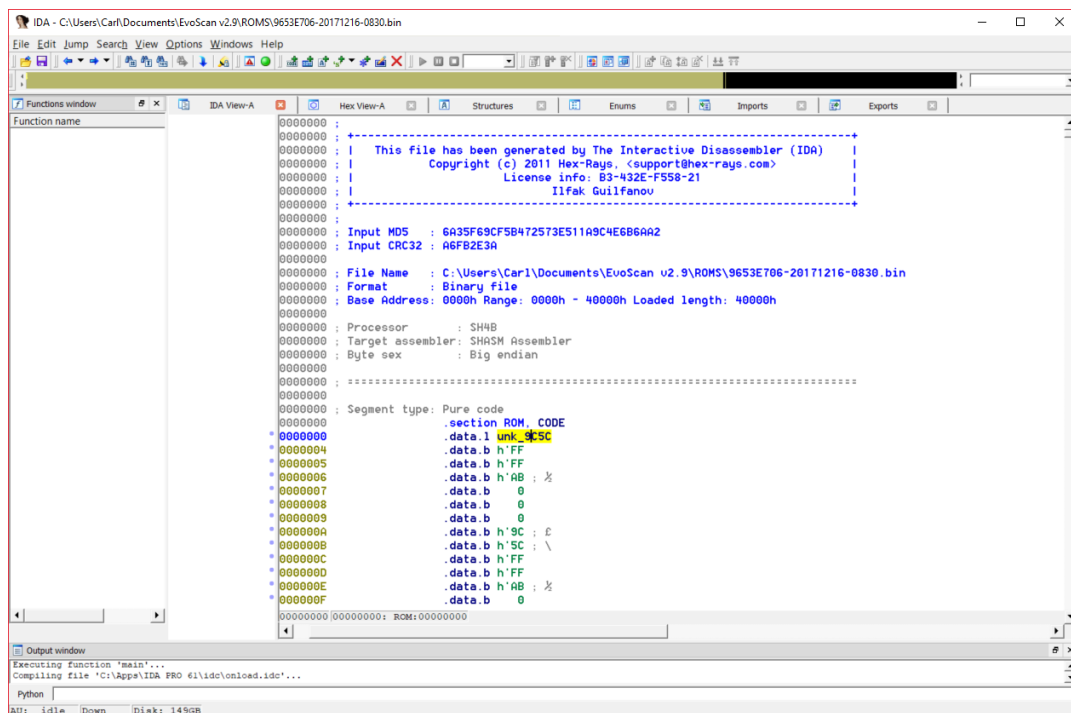 IDA - C:\Users\Carl\Documents\EvoScan v2.9\ROMS\9653E706-20171216-0830.bin
File Edit Jump Search View Options Windows Help
Functions window
IDA View-A
Hex View-A
Structures
Enums
Imports
Exports
Function name
0000000 ;
0000000 ; +---------------------------------------------------------------------------+
0000000 ; | This file has been generated by The Interactive Disassembler (IDA) |
0000000 ; | Copyright (c) 2011 Hex-Rays, <support@hex-rays.com> |
0000000 ; | License info: B3-432E-F558-21 |
0000000 ; | Ilfak Guilfanov |
0000000 ; +---------------------------------------------------------------------------+
0000000 ;
0000000 ; Input MD5 : 6A35F69CF5B472573E511A9C4E6B6AA2
0000000 ; Input CRC32 : A6FB2E3A
0000000
0000000 ; File Name : C:\Users\Carl\Documents\EvoScan v2.9\ROMS\9653E706-20171216-0830.bin
0000000 ; Format : Binary file
0000000 ; Base Address: 0000h Range: 0000h - 40000h Loaded length: 40000h
0000000
0000000 ; Processor : SH4B
0000000 ; Target assembler: SHASM Assembler
0000000 ; Byte sex : Big endian
0000000
0000000 ; ===========================================================================
0000000
0000000 ; Segment type: Pure code
0000000 .section ROM, CODE
0000000 .data.l unk_9C5C
0000004 .data.b h'FF
0000005 .data.b h'FF
0000006 .data.b h'AB ; ½
0000007 .data.b 0
0000008 .data.b 0
0000009 .data.b 0
000000A .data.b h'9C ; £
000000B .data.b h'5C ; \
000000C .data.b h'FF
000000D .data.b h'FF
000000E .data.b h'AB ; ½
000000F .data.b 0
00000000 00000000: ROM:00000000
Output window
Executing function 'main'...
Compiling file 'C:\Apps\IDA PRO 61\idc\onload.idc'...
Python
AU: idle Down Disk: 149GB